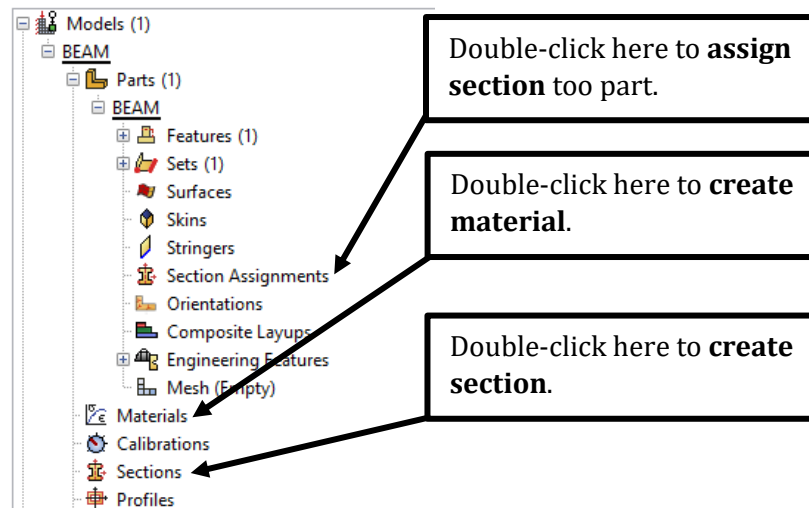 Models (1)
BEAM
Parts (1)
BEAM
Features (1)
Sets (1)
Surfaces
Skins
Stringers
Section Assignments
Orientations
Composite Layups
Engineering Features
Mesh (Empty)
Materials
Calibrations
Sections
Profiles
Double-click here to assign
section too part.
Double-click here to create
material.
Double-click here to create
section.